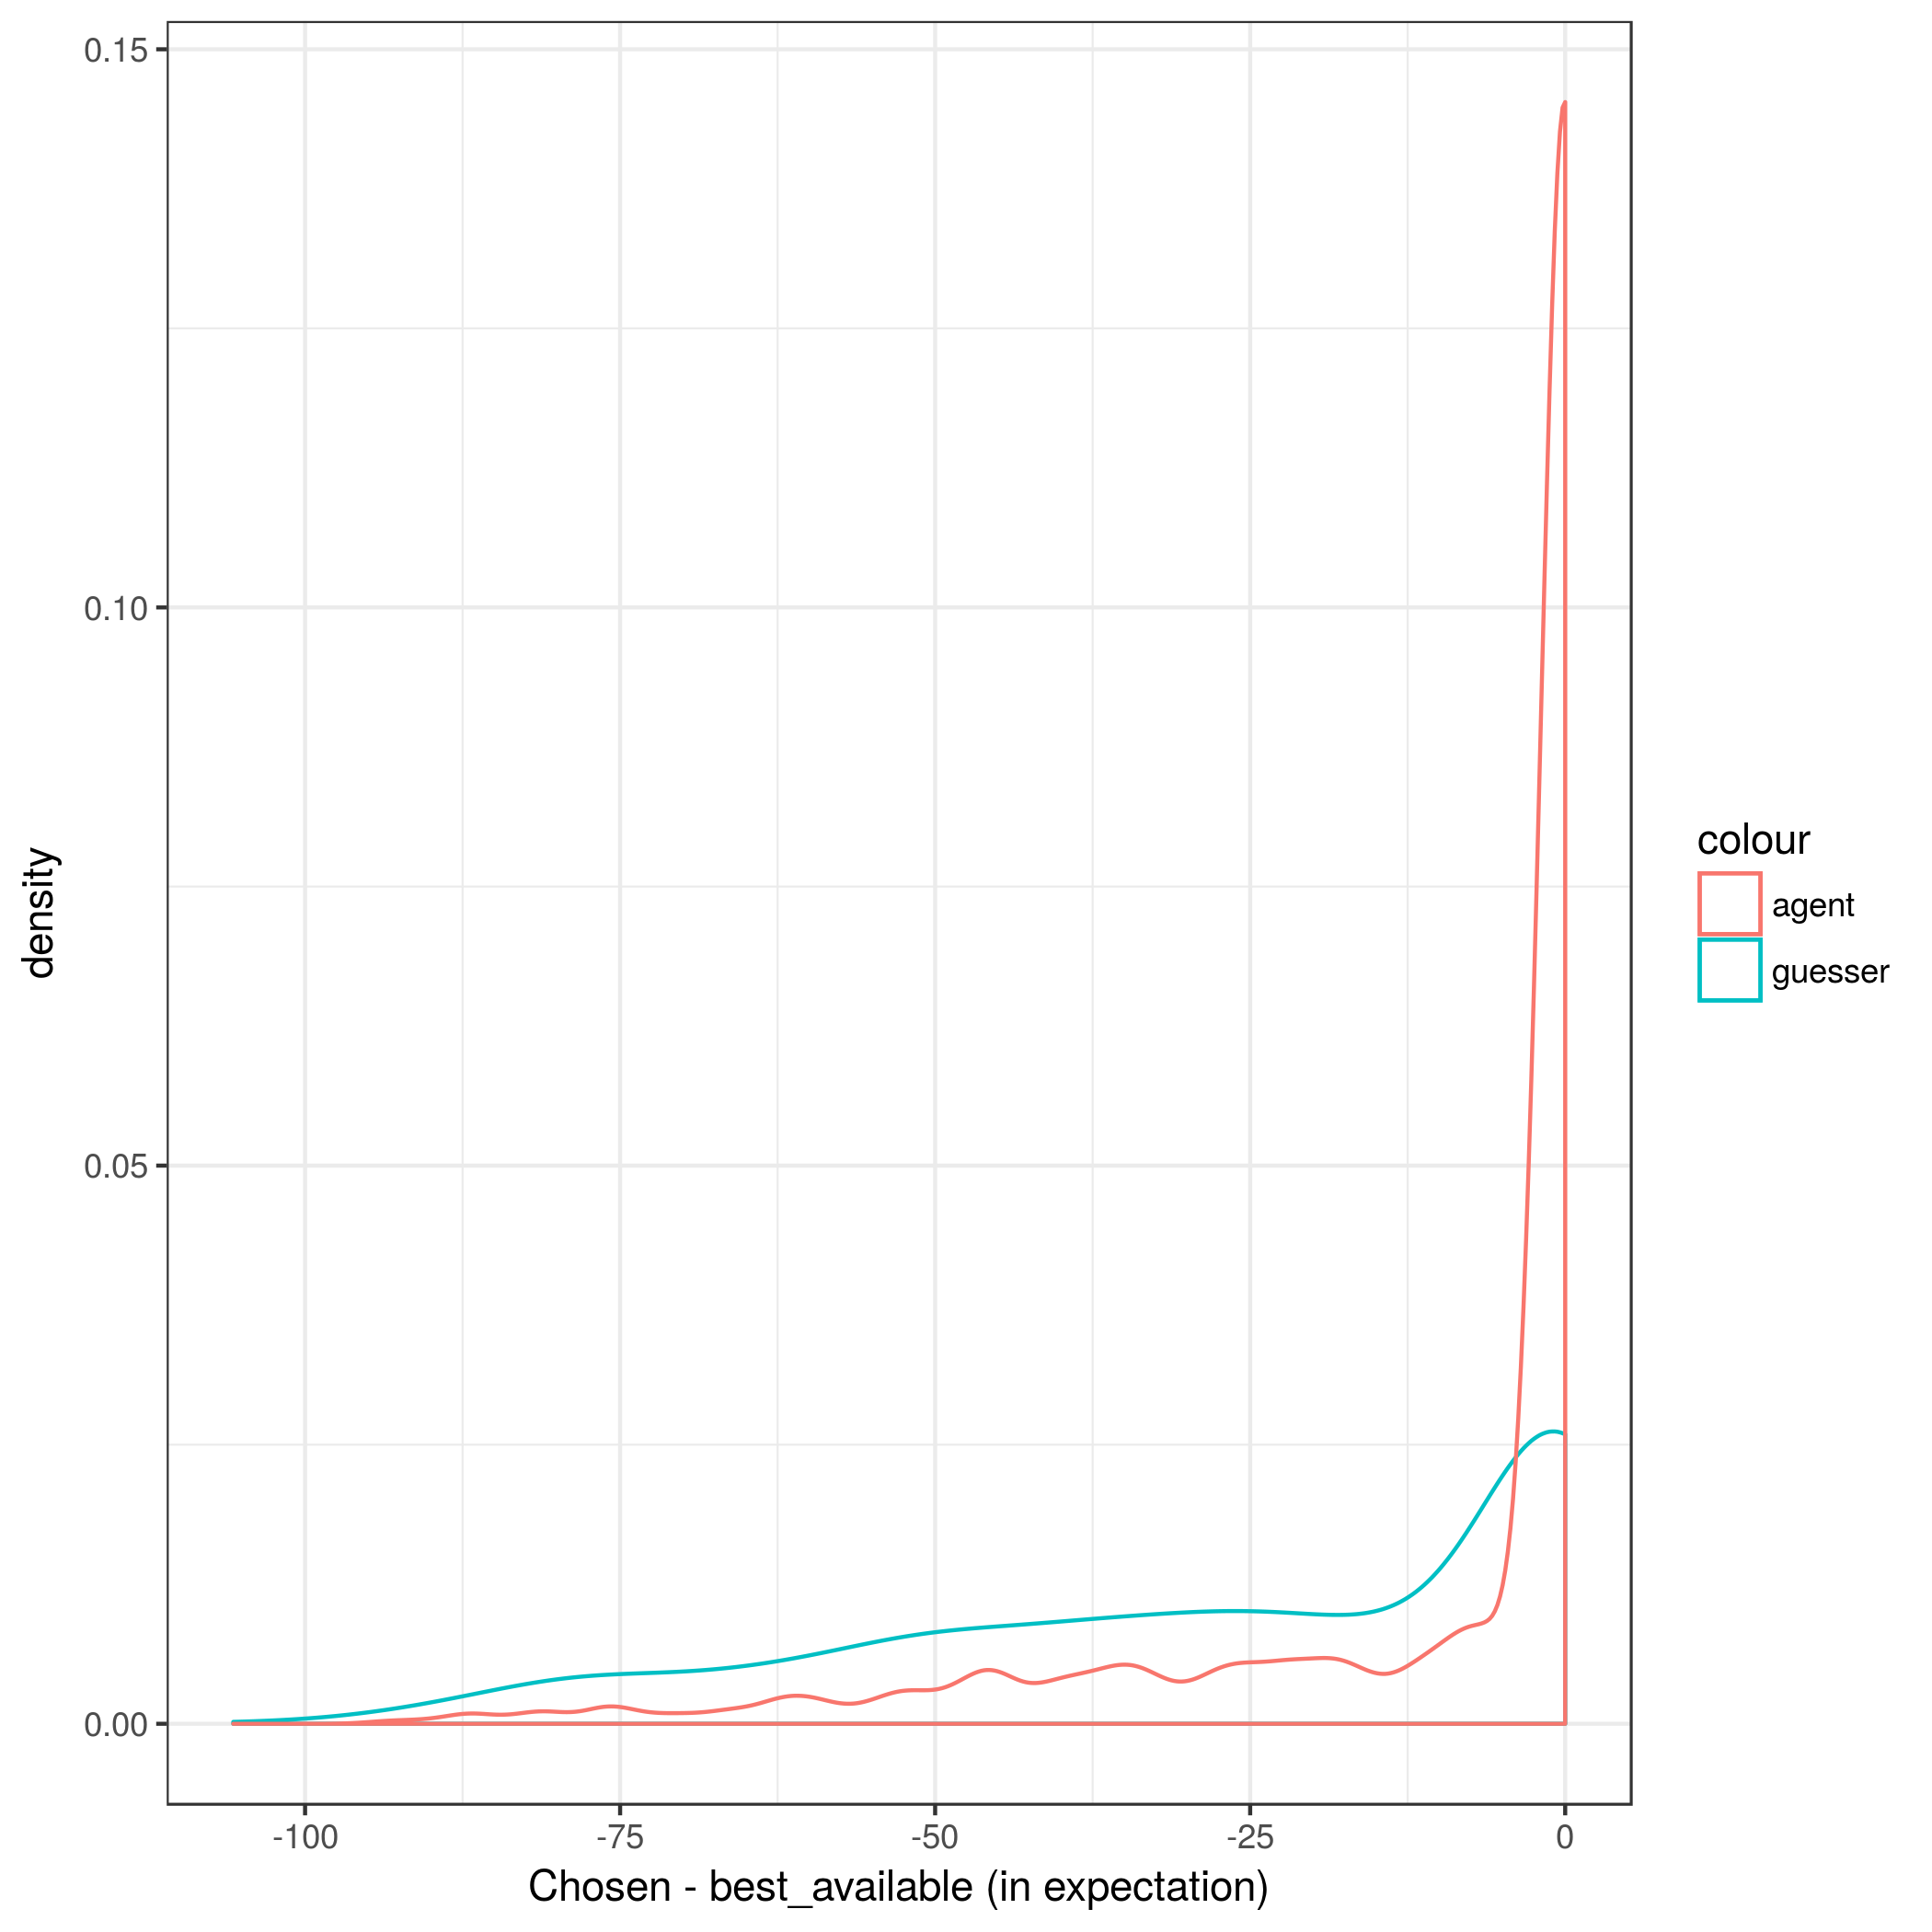 0.15
0.10
0.05
0.00
density
-100
-75
-50
-25
0
Chosen - best_available (in expectation)
colour
agent
guesser